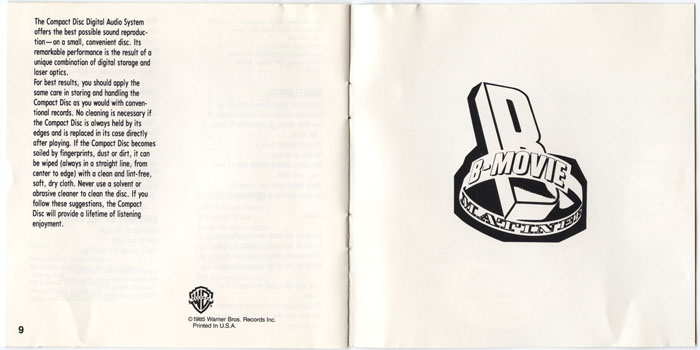 The Compact Disc Digital Audio System
offers the best possible sound reproduc-
tion—on a small, convenient disc. Its
remarkable performance is the result of a
unique combination of digital storage and
laser optics.
For best results, you should apply the
same care in storing and handling the
Compact Disc as you would with conven-
tional records. No cleaning is necessary if
the Compact Disc is always held by its
edges and is replaced in its case directly
after playing. If the Compact Disc becomes
soiled by fingerprints, dust or dirt, it can
be wiped (always in a straight line, from
center to edge) with a clean and lint-free,
soft, dry cloth. Never use a solvent or
abrasive cleaner to clean the disc. If you
follow these suggestions, the Compact
Disc will provide a lifetime of listening
enjoyment.
WB
©1985 Warner Bros. Records Inc.
Printed in U.S.A.
9
B
B-MOVIE
MATINEE